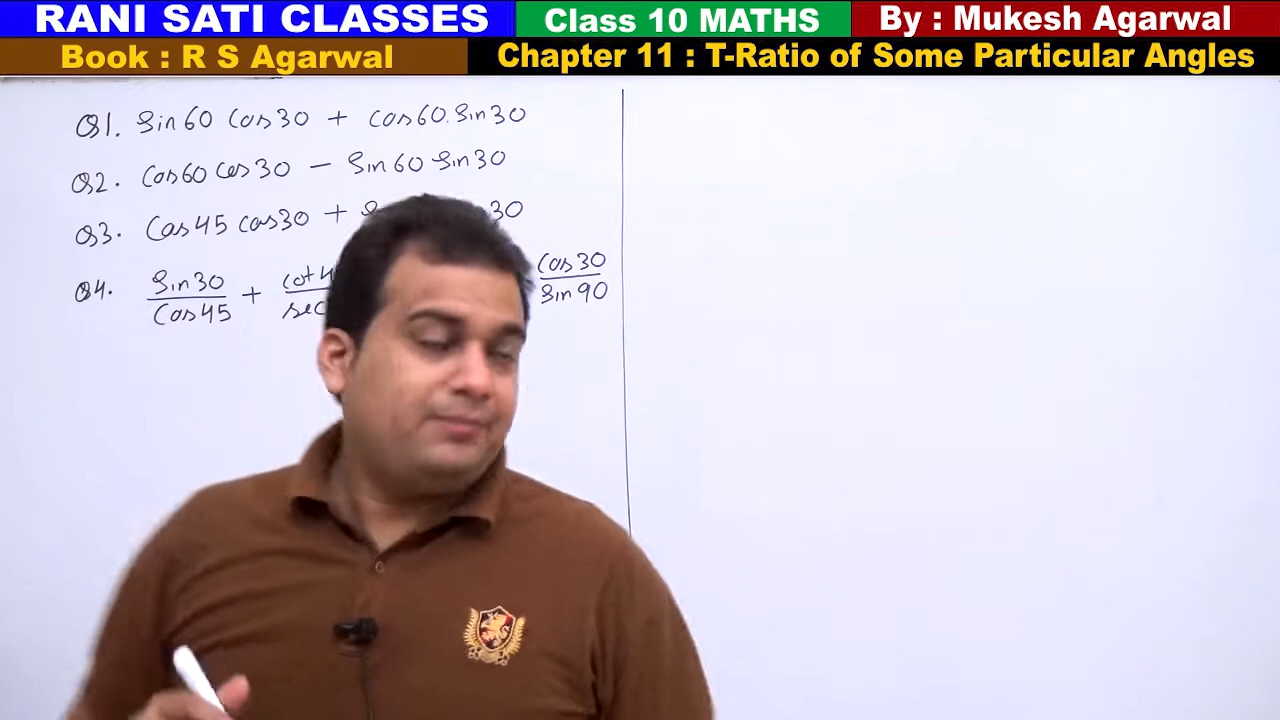 RANI SATI CLASSES Class 10 MATHS By : Mukesh Agarwal
Book : R S Agarwal Chapter 11 : T-Ratio of Some Particular Angles
Q1. Sin60 Cos30 + Cos60.Sin30
Q2. Cos60 Cos30 − Sin60 Sin30
Q3. Cos45 Cos30 + 30
Q4. Sin30/Cos45 + cos30/sin90